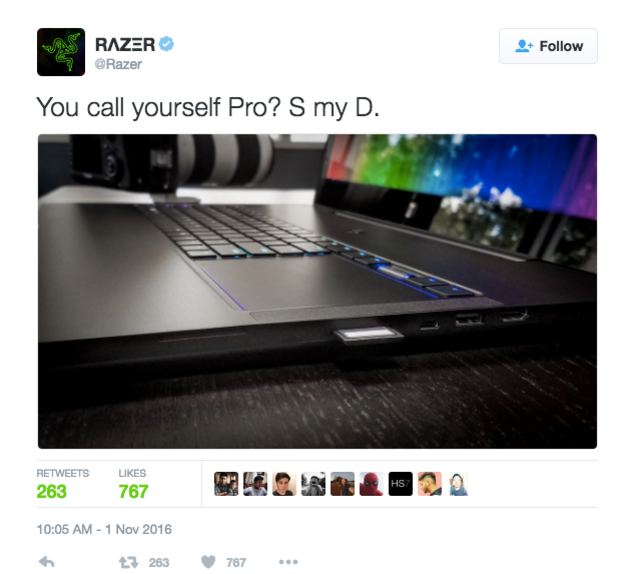 RAZER
@Razer
Follow
You call yourself Pro? S my D.
RETWEETS LIKES
263 767
HS7
10:05 AM - 1 Nov 2016
263 767